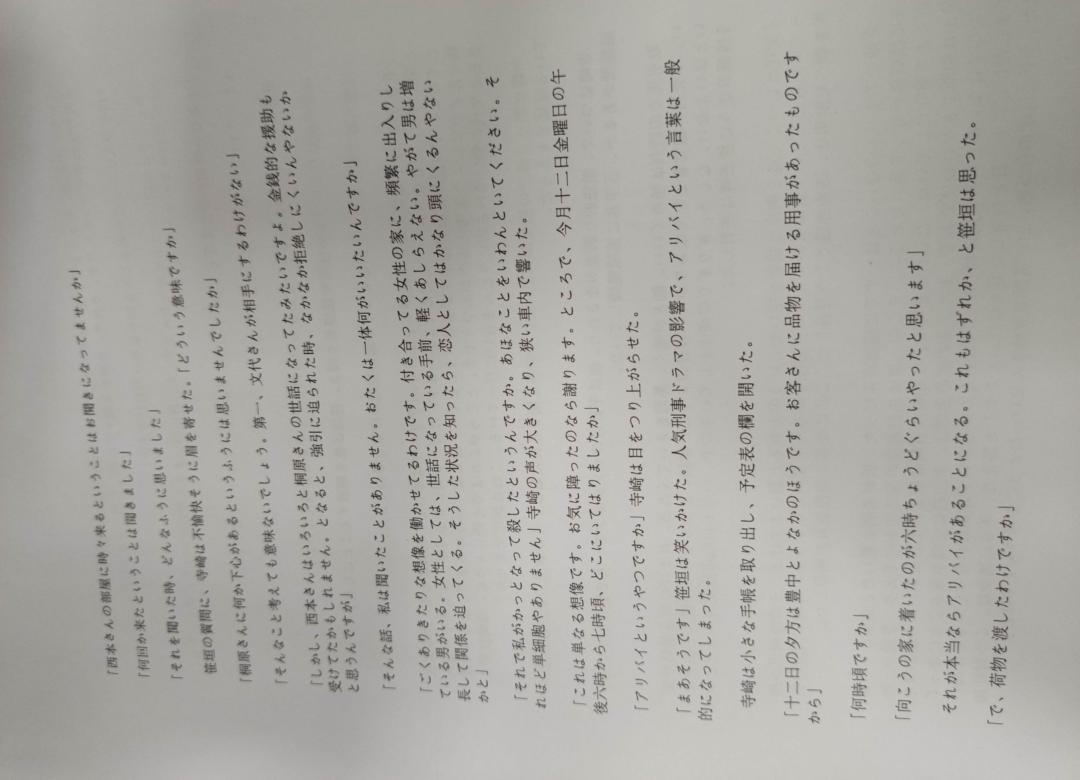 「西本さんの部屋に時々来るということはお聞きになってませんか」
「何回か来たということは聞きました」
「それを聞いた時、どんなふうに思いました」
笹垣の質問に、寺崎は不愉快そうに眉を寄せた。「どういう意味ですか」
「桐原さんに何か下心があるというふうには思いませんでしたか」
「そんなこと考えても意味ないでしょう。第一、文代さんが相手にするわけがない」
「しかし、西本さんはいろいろと桐原さんの世話になってたみたいですよ。金銭的な援助も
受けてたかもしれません。となると、強引に迫られた時、なかなか拒絶しにくいんやないか
と思うんですが」
「そんな話、私は聞いたことがありません。おたくは一体何がいいたいんですか」
「ごくありきたりな想像を働かせてるわけです。付き合ってる女性の家に、頻繁に出入りし
ている男がいる。女性としては、世話になっている手前、軽くあしらえない。やがて男は増
長して関係を迫ってくる。そうした状況を知ったら、恋人としてはかなり頭にくるんやない
かと」
「それで私がかっとなって殺したというんですか。あほなことをいわんといてください。そ
れほど単細胞やありません」寺崎の声が大きくなり、狭い車内で響いた。
「これは単なる想像です。お気に障ったのなら謝ります。ところで、今月十二日金曜日の午
後六時から七時頃、どこにいてはりましたか」
「アリバイというやつですか」寺崎は目をつり上がらせた。
「まあそうです」笹垣は笑いかけた。人気刑事ドラマの影響で、アリバイという言葉は一般
的になってしまった。
寺崎は小さな手帳を取り出し、予定表の欄を開いた。
「十二日の夕方は豊中とよなかのほうです。お客さんに品物を届ける用事があったものです
から」
「何時頃ですか」
「向こうの家に着いたのが六時ちょうどぐらいやったと思います」
それが本当ならアリバイがあることになる。これもはずれか、と笹垣は思った。
「で、荷物を渡したわけですか」